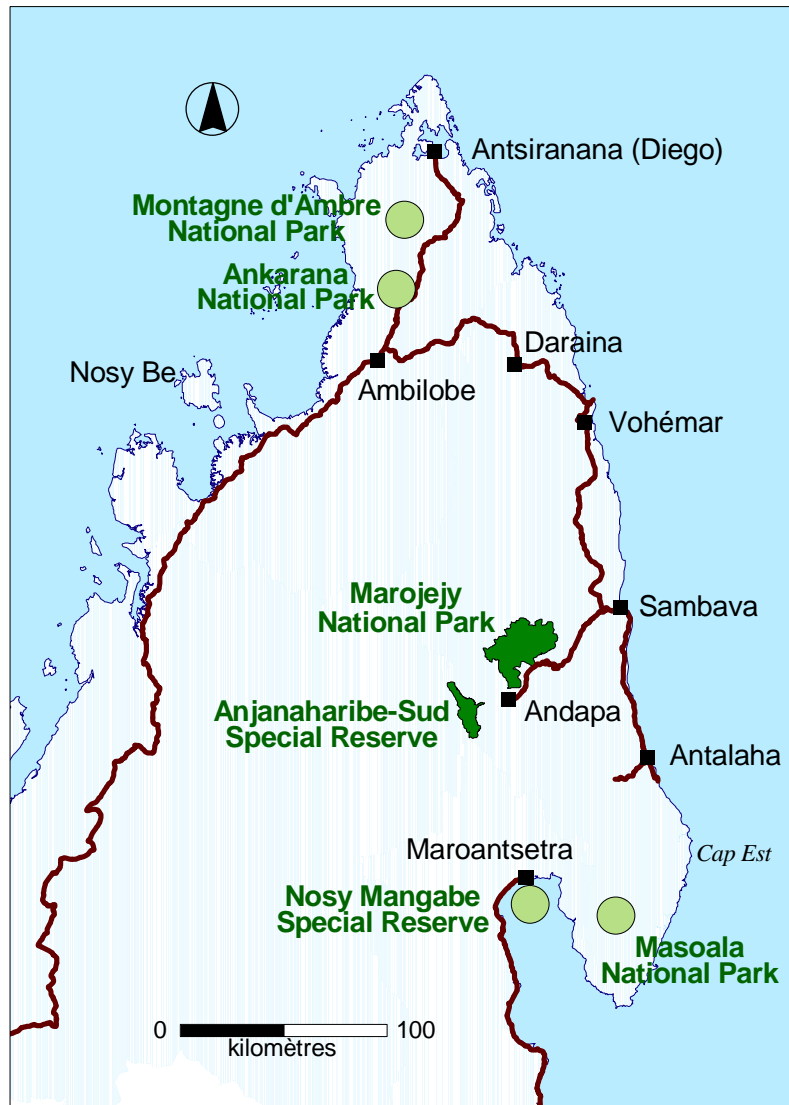 Antsiranana (Diego)
Montagne d'Ambre
National Park
Ankarana
National Park
Daraina
Nosy Be
Ambilobe
Vohémar
Marojejy
National Park
Sambava
Anjanaharibe-Sud
Special Reserve
Andapa
Antalaha
Maroantsetra
Cap Est
Nosy Mangabe
Special Reserve
Masoala
National Park
0 100
kilomètres